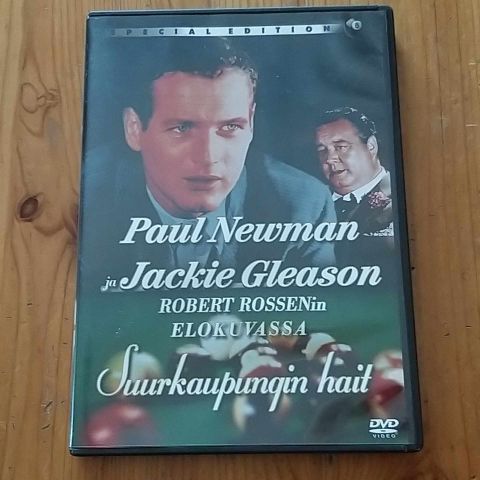 SPECIAL EDITION
Paul Newman
ja Jackie Gleason
ROBERT ROSSENin
ELOKUVASSA
Suurkaupungin hait
DVD
VIDEO